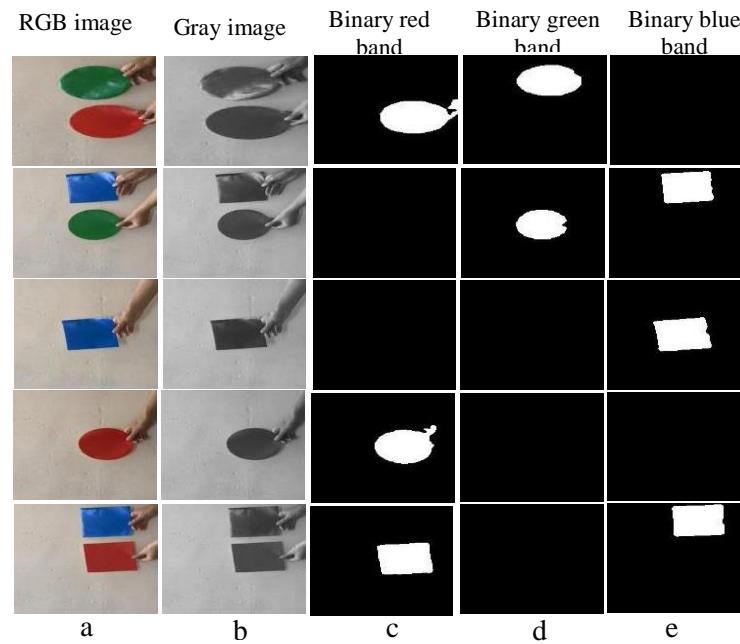 RGB image
Gray image
Binary red
band
Binary green
band
Binary blue
band
a
b
c
d
e